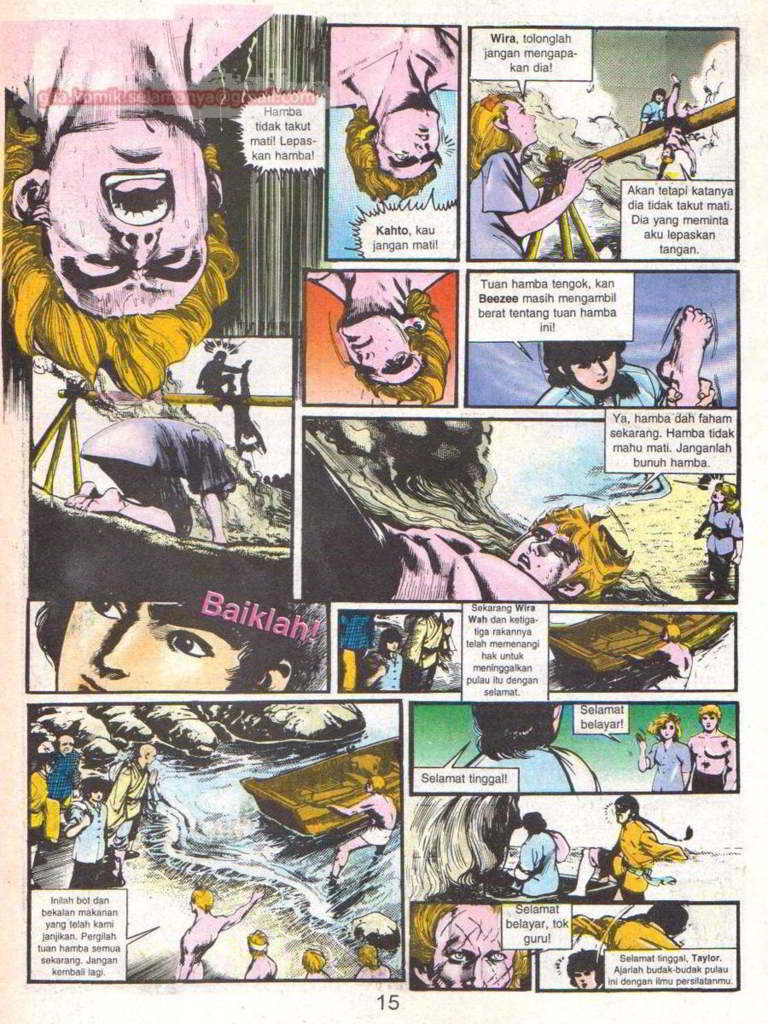 gila.komik.selamanya@gmail.com
Hamba
tidak takut
mati! Lepas-
kan hamba!
Kahto, kau
jangan mati!
Wira, tolonglah
jangan mengapa-
kan dia!
Akan tetapi katanya
dia tidak takut mati.
Dia yang meminta
aku lepaskan
tangan.
Tuan hamba tengok, kan
Beezee masih mengambil
berat tentang tuan hamba
ini!
Ya, hamba dah faham
sekarang. Hamba tidak
mahu mati. Janganlah
bunuh hamba.
Baiklah!
Sekarang Wira
Wah dan ketiga-
tiga rakannya
telah memenangi
hak untuk
meninggalkan
pulau itu dengan
selamat.
Inilah bot dan
bekalan makanan
yang telah kami
janjikan. Pergilah
tuan hamba semua
sekarang. Jangan
kembali lagi.
Selamat
belayar!
Selamat tinggal!
Selamat
belayar, tok
guru!
Selamat tinggal, Taylor.
Ajarlah budak-budak pulau
ini dengan ilmu persilatanmu.
15